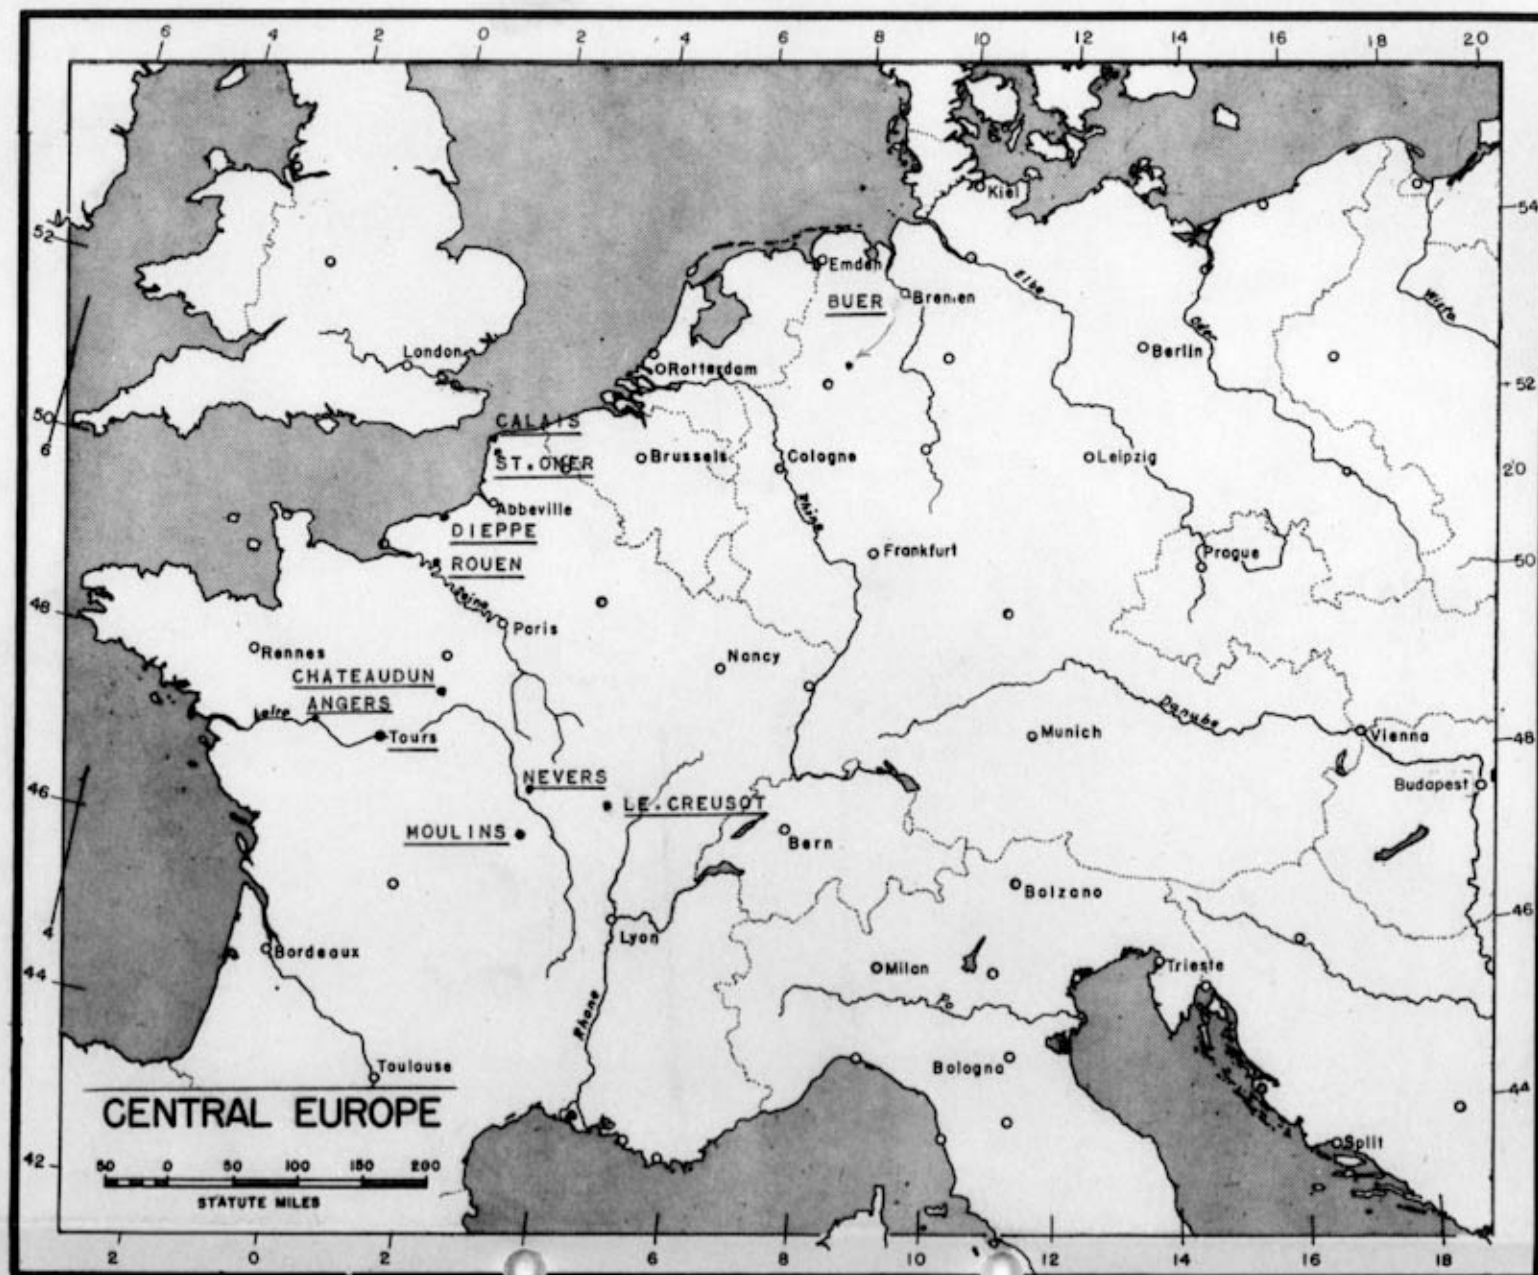 6 4 2 0 2 4 6 8 10 12 14 16 18 20
Kiel
54
52
Emden
Elbe
BUER
Bremen
Wista
Oder
London
Berlin
Rotterdam
52
50
6
CALAIS
ST.OMER
Brussels
Cologne
Leipzig
20
Rhine
Abbeville
DIEPPE
Frankfurt
Prague
50
ROUEN
Seine
48
Paris
Rennes
Nancy
CHATEAUDUN
ANGERS
Loire
Danube
Tours
Munich
Vienna
48
NEVERS
Budapest
46
LE.CREUSOT
MOULINS
Bern
Bolzano
46
4
Lyon
Bordeaux
Milan
Trieste
44
Rhone
Po
Toulouse
Bologna
44
CENTRAL EUROPE
42
50 0 50 100 150 200
STATUTE MILES
Split
2 0 2 4 6 8 10 12 14 16 18